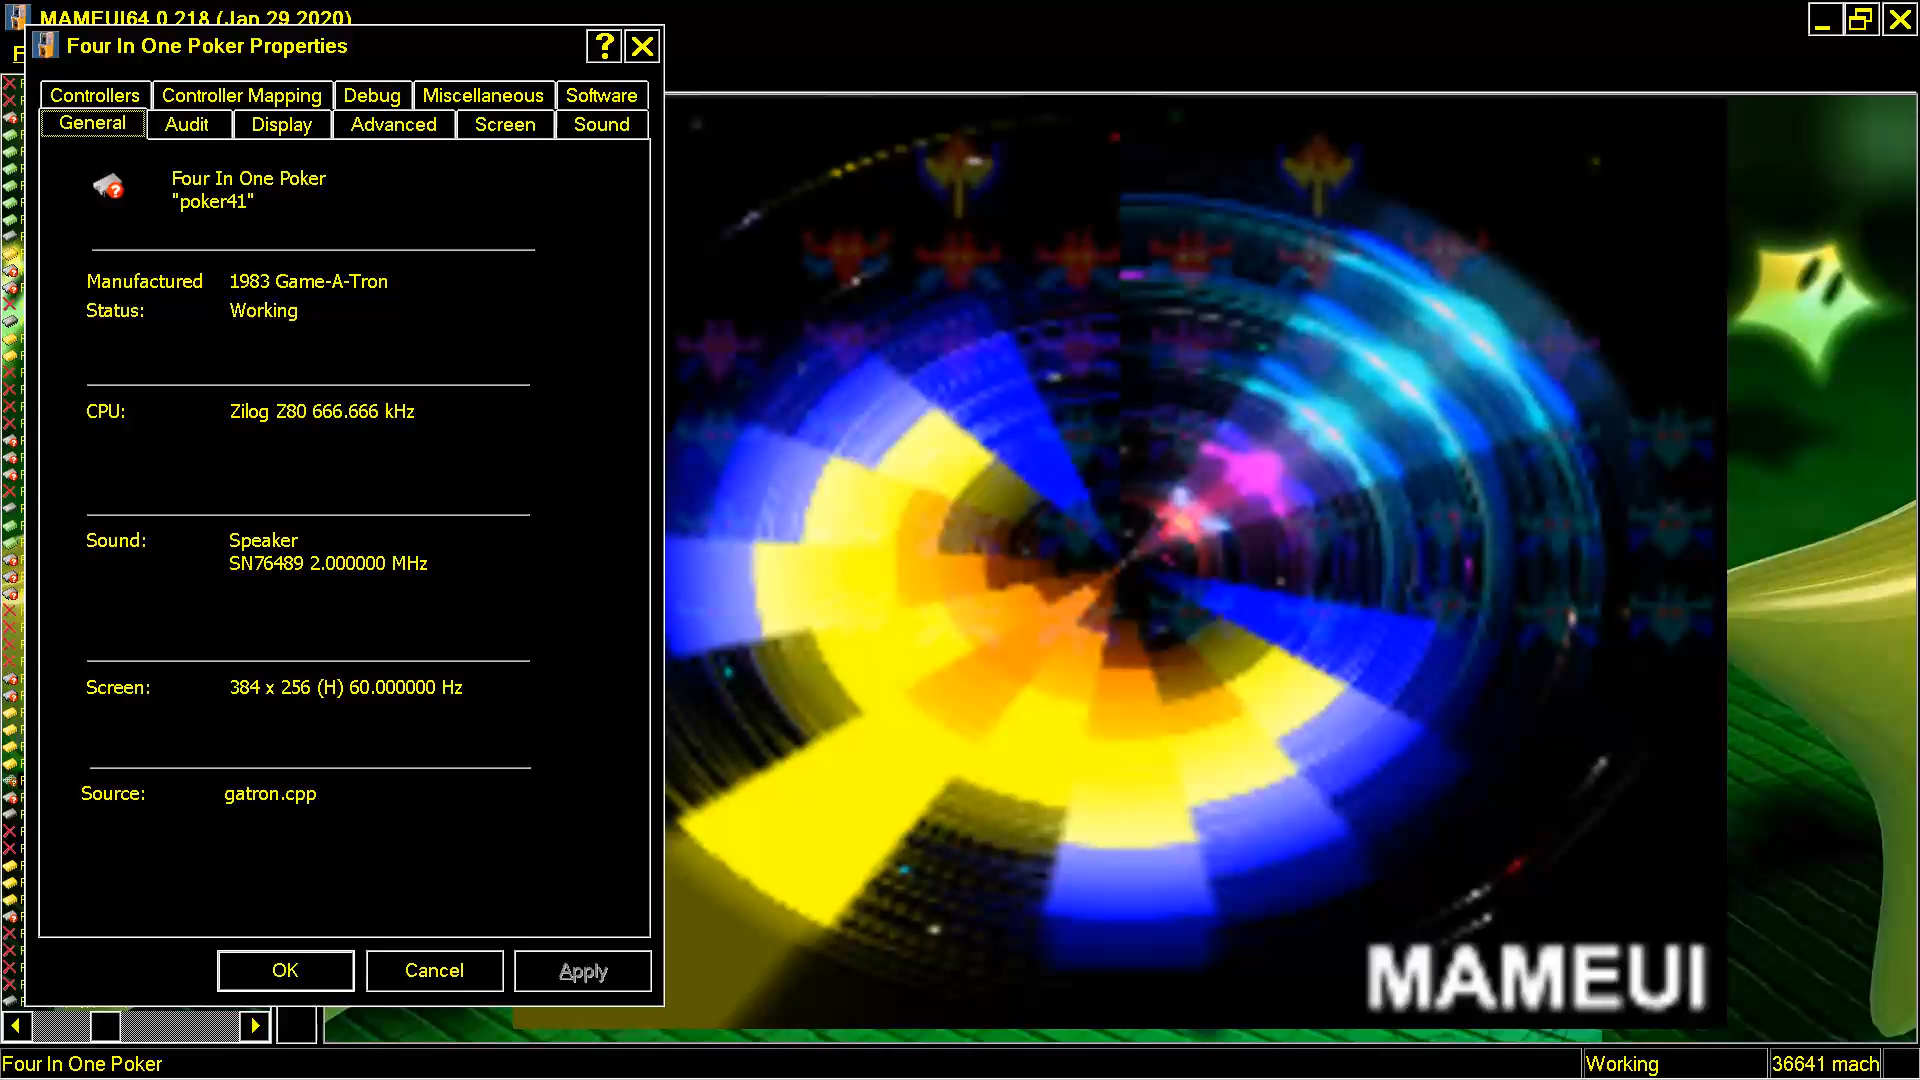 MAMEUI64 0.218 (Jan 29 2020)
Four In One Poker Properties
Controllers
Controller Mapping
Debug
Miscellaneous
Software
General
Audit
Display
Advanced
Screen
Sound
Four In One Poker
"poker41"
Manufactured 1983 Game-A-Tron
Status: Working
CPU: Zilog Z80 666.666 kHz
Sound: Speaker
SN76489 2.000000 MHz
Screen: 384 x 256 (H) 60.000000 Hz
Source: gatron.cpp
OK
Cancel
Apply
MAMEUI
Four In One Poker
Working
36641 mach